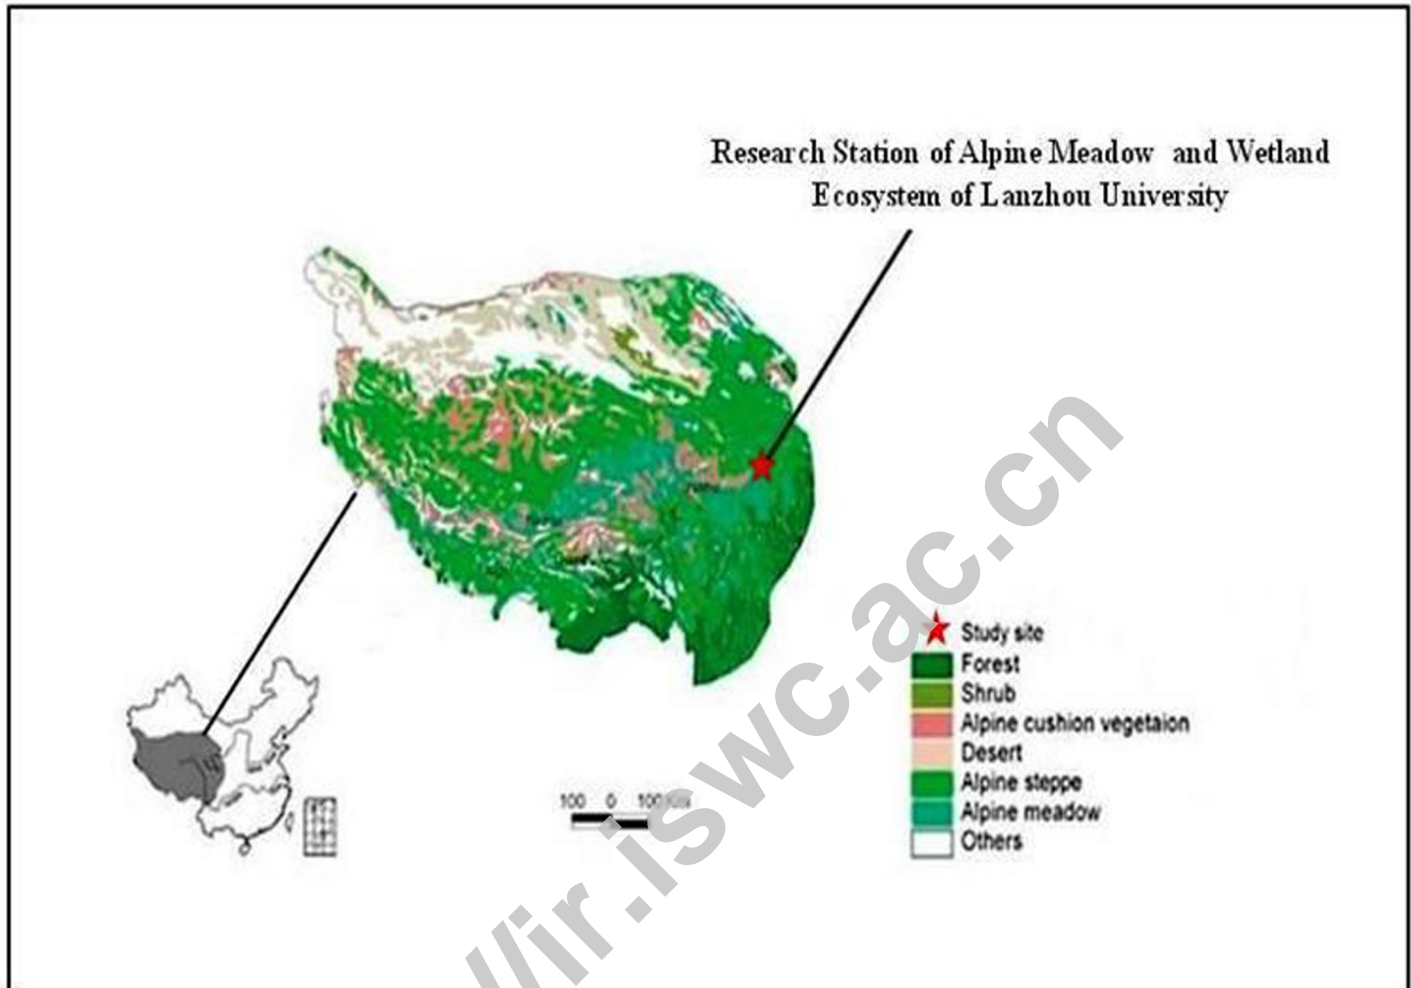 Research Station of Alpine Meadow and Wetland
Ecosystem of Lanzhou University
Study site
Forest
Shrub
Alpine cushion vegetaion
Desert
Alpine steppe
Alpine meadow
Others
100 0 100 Km
//ir.iswc.ac.cn